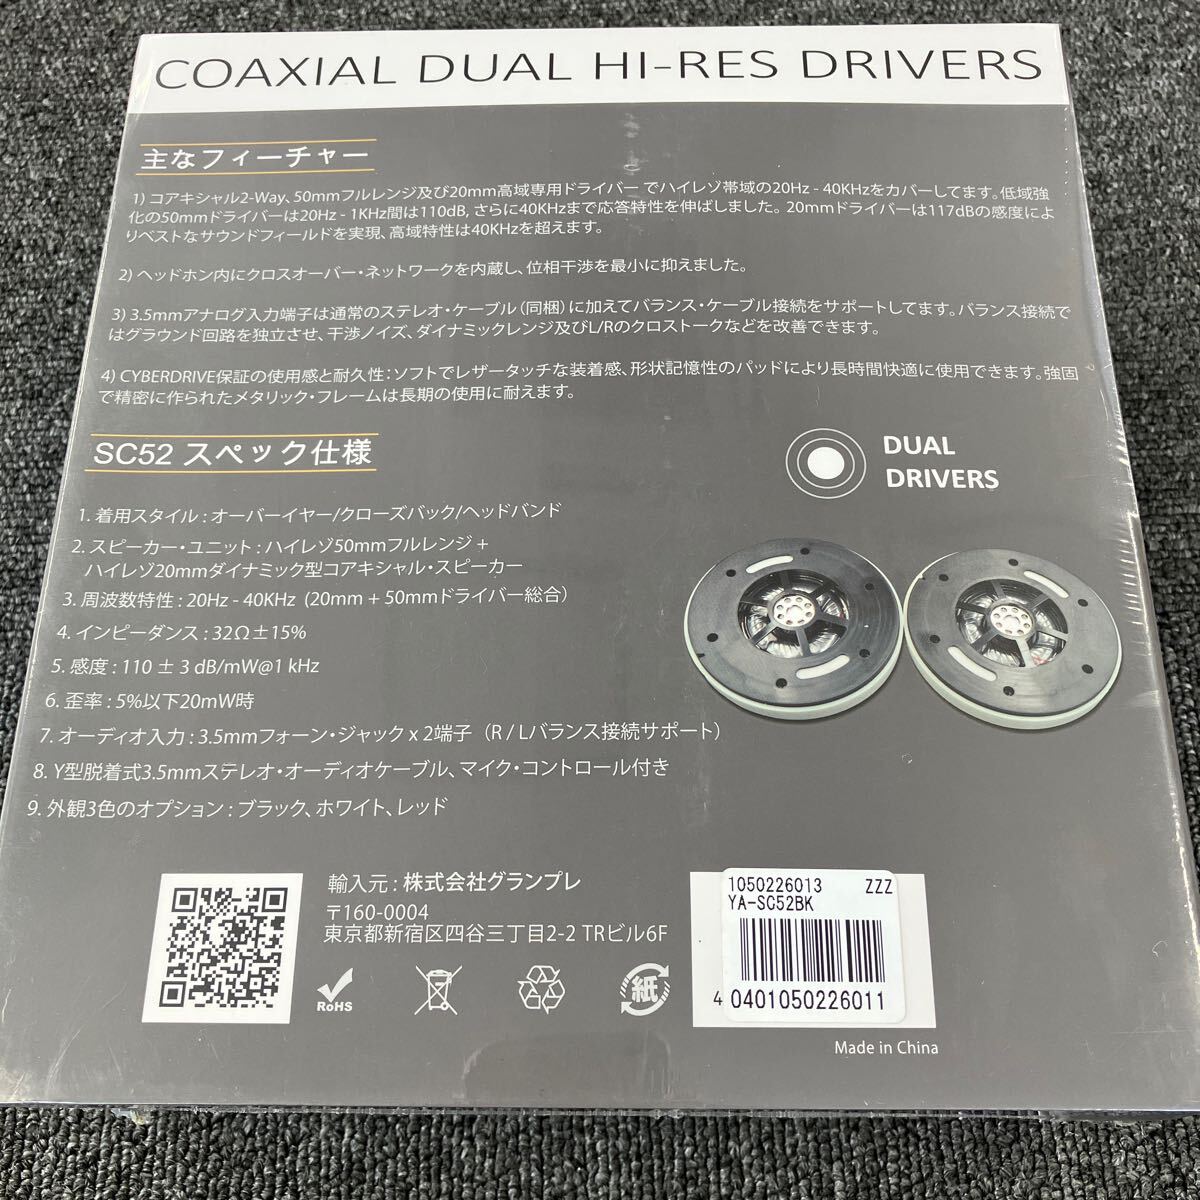 COAXIAL DUAL HI-RES DRIVERS
主なフィーチャー
1) コアキシャル2-Way、50mmフルレンジ及び20mm高域専用ドライバー でハイレゾ帯域の20Hz - 40KHzをカバーしてます。低域強
化の50mmドライバーは20Hz - 1KHz間は110dB, さらに40KHzまで応答特性を伸ばしました。20mmドライバーは117dBの感度によ
りベストなサウンドフィールドを実現、高域特性は40KHzを超えます。
2) ヘッドホン内にクロスオーバー・ネットワークを内蔵し、位相干渉を最小に抑えました。
3) 3.5mmアナログ入力端子は通常のステレオ・ケーブル（同梱）に加えてバランス・ケーブル接続をサポートしてます。バランス接続で
はグラウンド回路を独立させ、干渉ノイズ、ダイナミックレンジ及びL/Rのクロストークなどを改善できます。
4) CYBERDRIVE保証の使用感と耐久性：ソフトでレザータッチな装着感、形状記憶性のパッドにより長時間快適に使用できます。強固
で精密に作られたメタリック・フレームは長期の使用に耐えます。
SC52 スペック仕様
DUAL
DRIVERS
1. 着用スタイル : オーバーイヤー/クローズバック/ヘッドバンド
2. スピーカー・ユニット : ハイレゾ50mmフルレンジ +
ハイレゾ20mmダイナミック型コアキシャル・スピーカー
3. 周波数特性 : 20Hz - 40KHz（20mm + 50mmドライバー総合）
4. インピーダンス : 32Ω±15%
5. 感度 : 110 ± 3 dB/mW@1 kHz
6. 歪率 : 5%以下20mW時
7. オーディオ入力 : 3.5mmフォーン・ジャック x 2端子（R / Lバランス接続サポート）
8. Y型脱着式3.5mmステレオ・オーディオケーブル、マイク・コントロール付き
9. 外観3色のオプション : ブラック、ホワイト、レッド
輸入元 : 株式会社グランプレ
〒160-0004
東京都新宿区四谷三丁目2-2 TRビル6F
RoHS
紙
1050226013 ZZZ
YA-SC52BK
4
0401050226011
Made in China